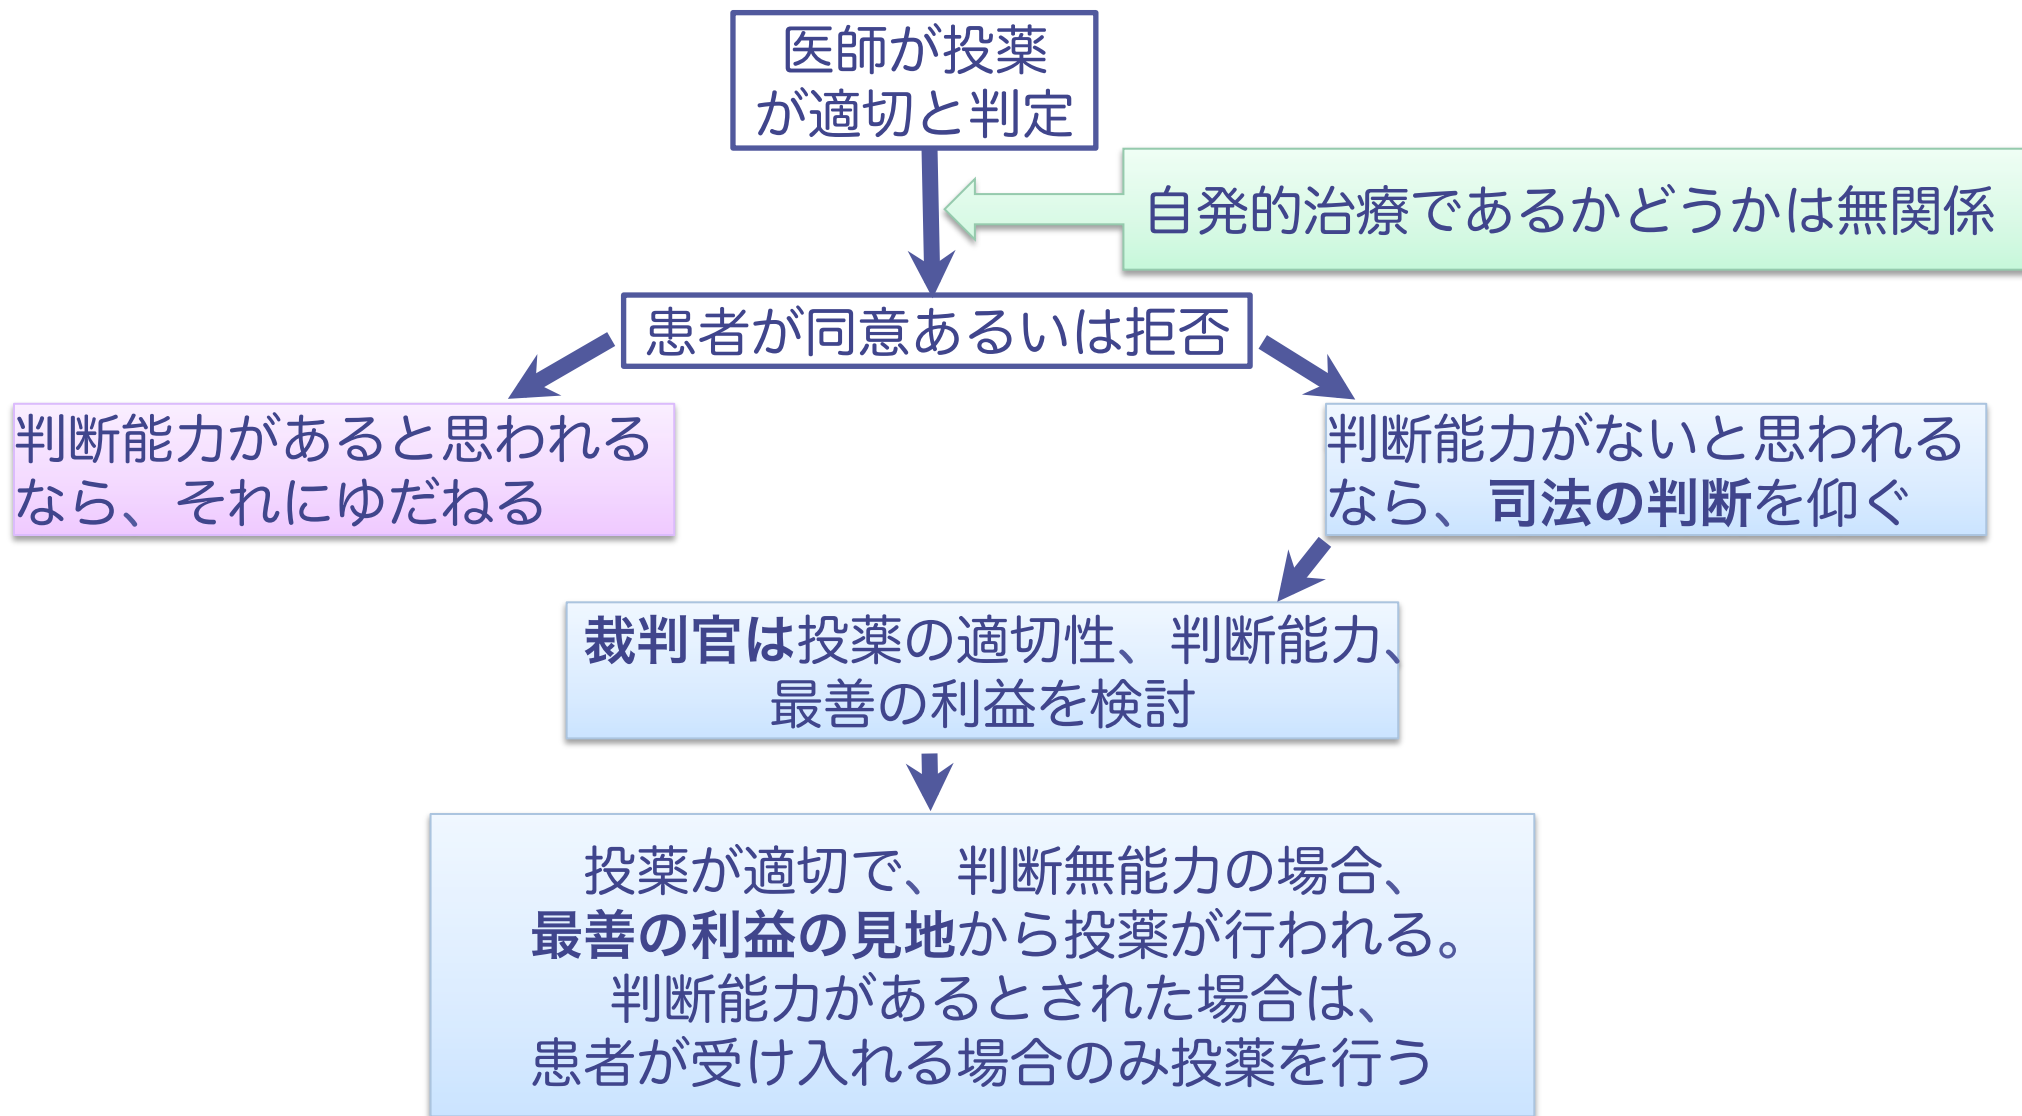 医師が投薬
が適切と判定
自発的治療であるかどうかは無関係
患者が同意あるいは拒否
判断能力があると思われる
なら、それにゆだねる
判断能力がないと思われる
なら、司法の判断を仰ぐ
裁判官は投薬の適切性、判断能力、
最善の利益を検討
投薬が適切で、判断無能力の場合、
最善の利益の見地から投薬が行われる。
判断能力があるとされた場合は、
患者が受け入れる場合のみ投薬を行う